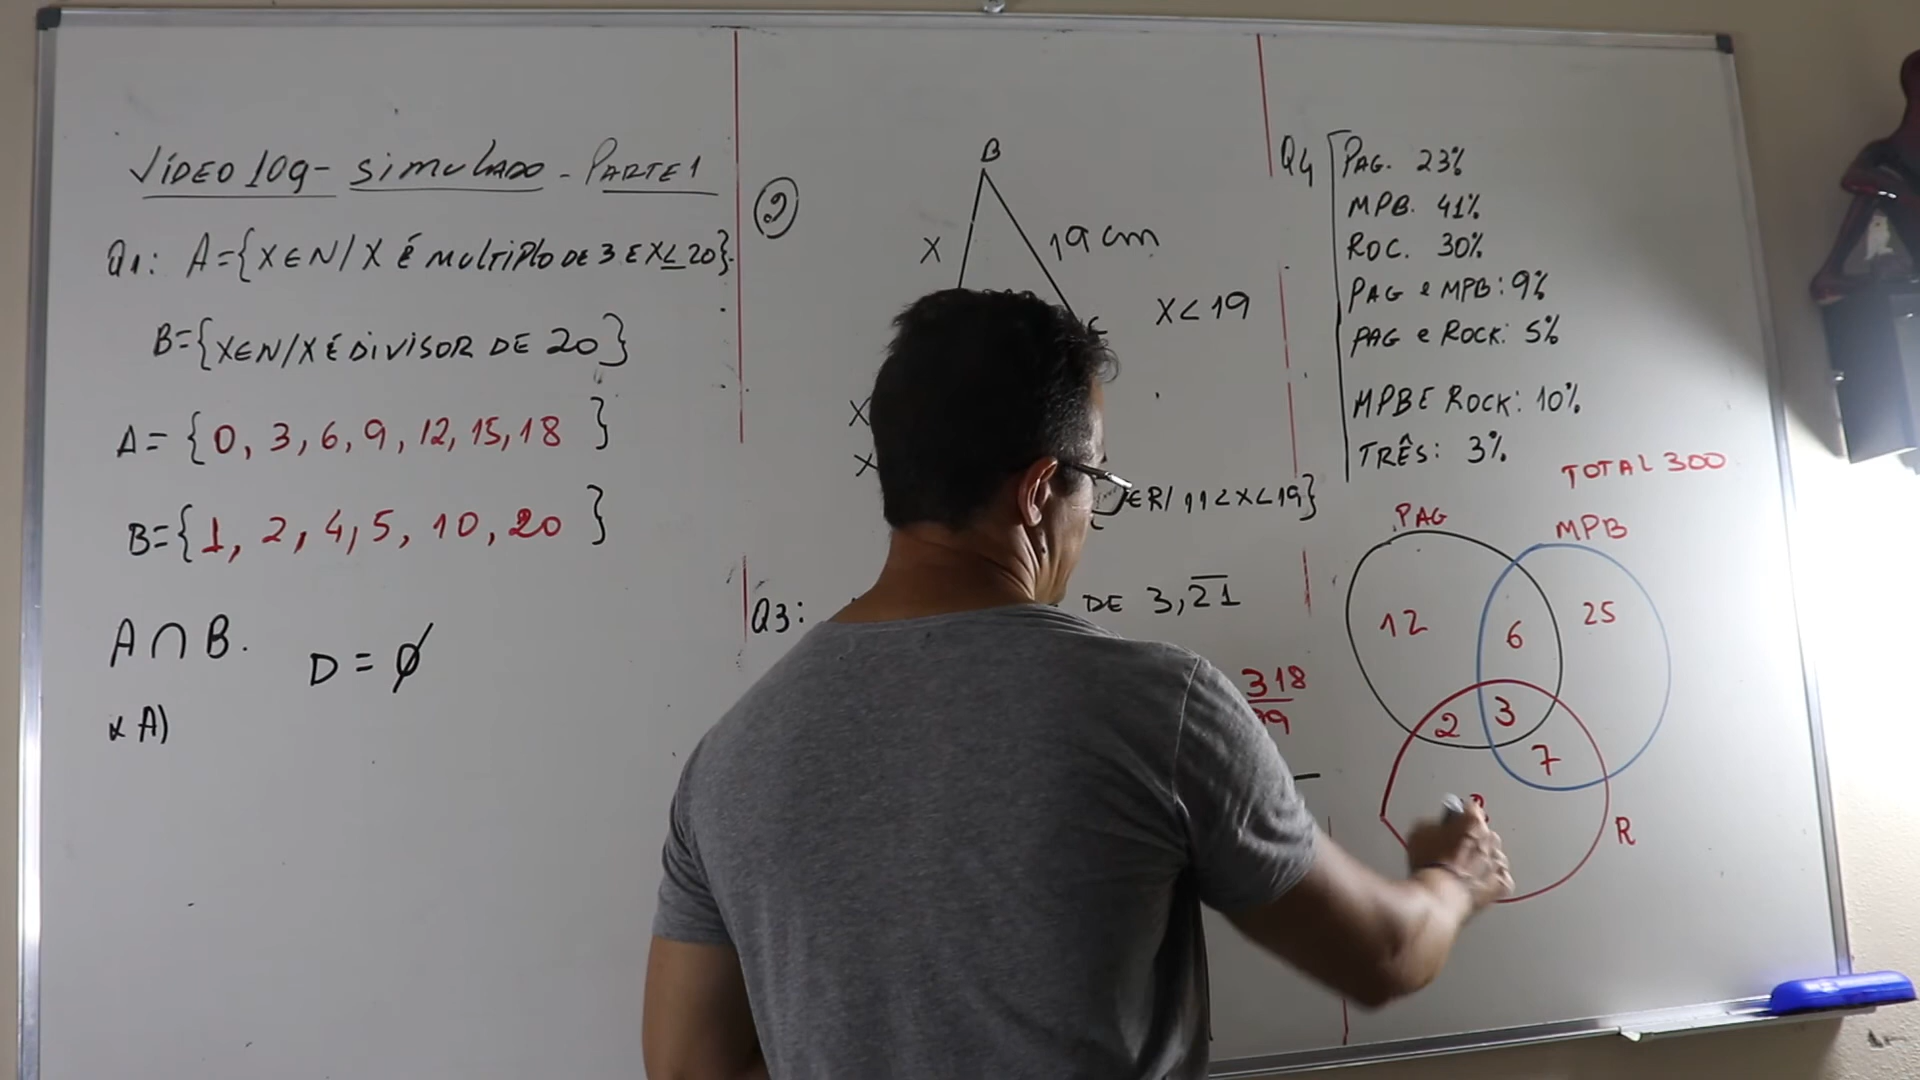 VÍDEO 109 - SIMULADO - PARTE 1
Q1: A={X∈N/X É MULTIPLO DE 3 E X≤20}.
B={X∈N/X É DIVISOR DE 20}
A={0, 3, 6, 9, 12, 15, 18}
B={1, 2, 4, 5, 10, 20}
A∩B.
D=∅
x A)
2
B
X
19 cm
C
X<19
X
X
∈R/11<X<19}
Q3:
DE 3,2̅1̅
318
Q4
PAG. 23%
MPB. 41%
ROC. 30%
PAG e MPB: 9%
PAG e ROCK: 5%
MPB E ROCK: 10%
TRÊS: 3%
TOTAL 300
PAG
MPB
12
6
25
2
3
7
R